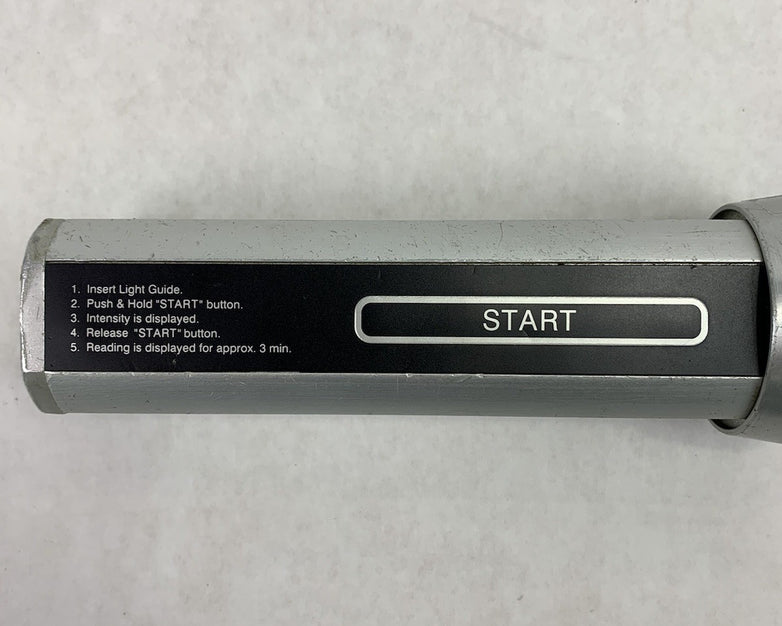 1. Insert Light Guide.
2. Push & Hold "START" button.
3. Intensity is displayed.
4. Release "START" button.
5. Reading is displayed for approx. 3 min.
START